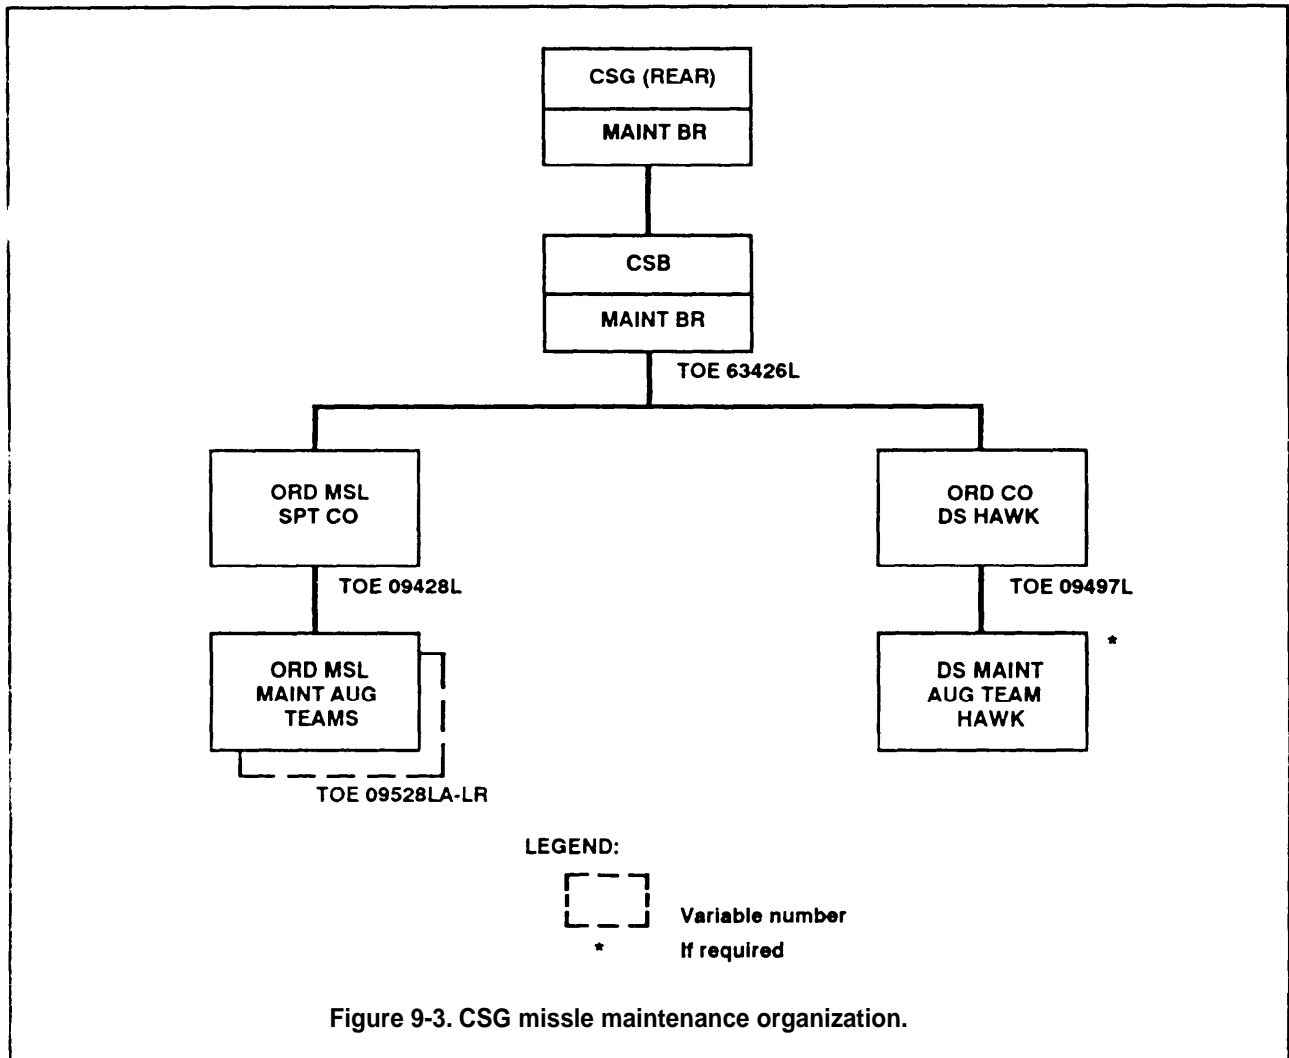 CSG (REAR)
MAINT BR
CSB
MAINT BR
TOE 63426L
ORD MSL
SPT CO
ORD CO
DS HAWK
TOE 09428L
TOE 09497L
ORD MSL
MAINT AUG
TEAMS
DS MAINT
AUG TEAM
HAWK
*
TOE 09528LA-LR
LEGEND:
Variable number
* If required
Figure 9-3. CSG missle maintenance organization.